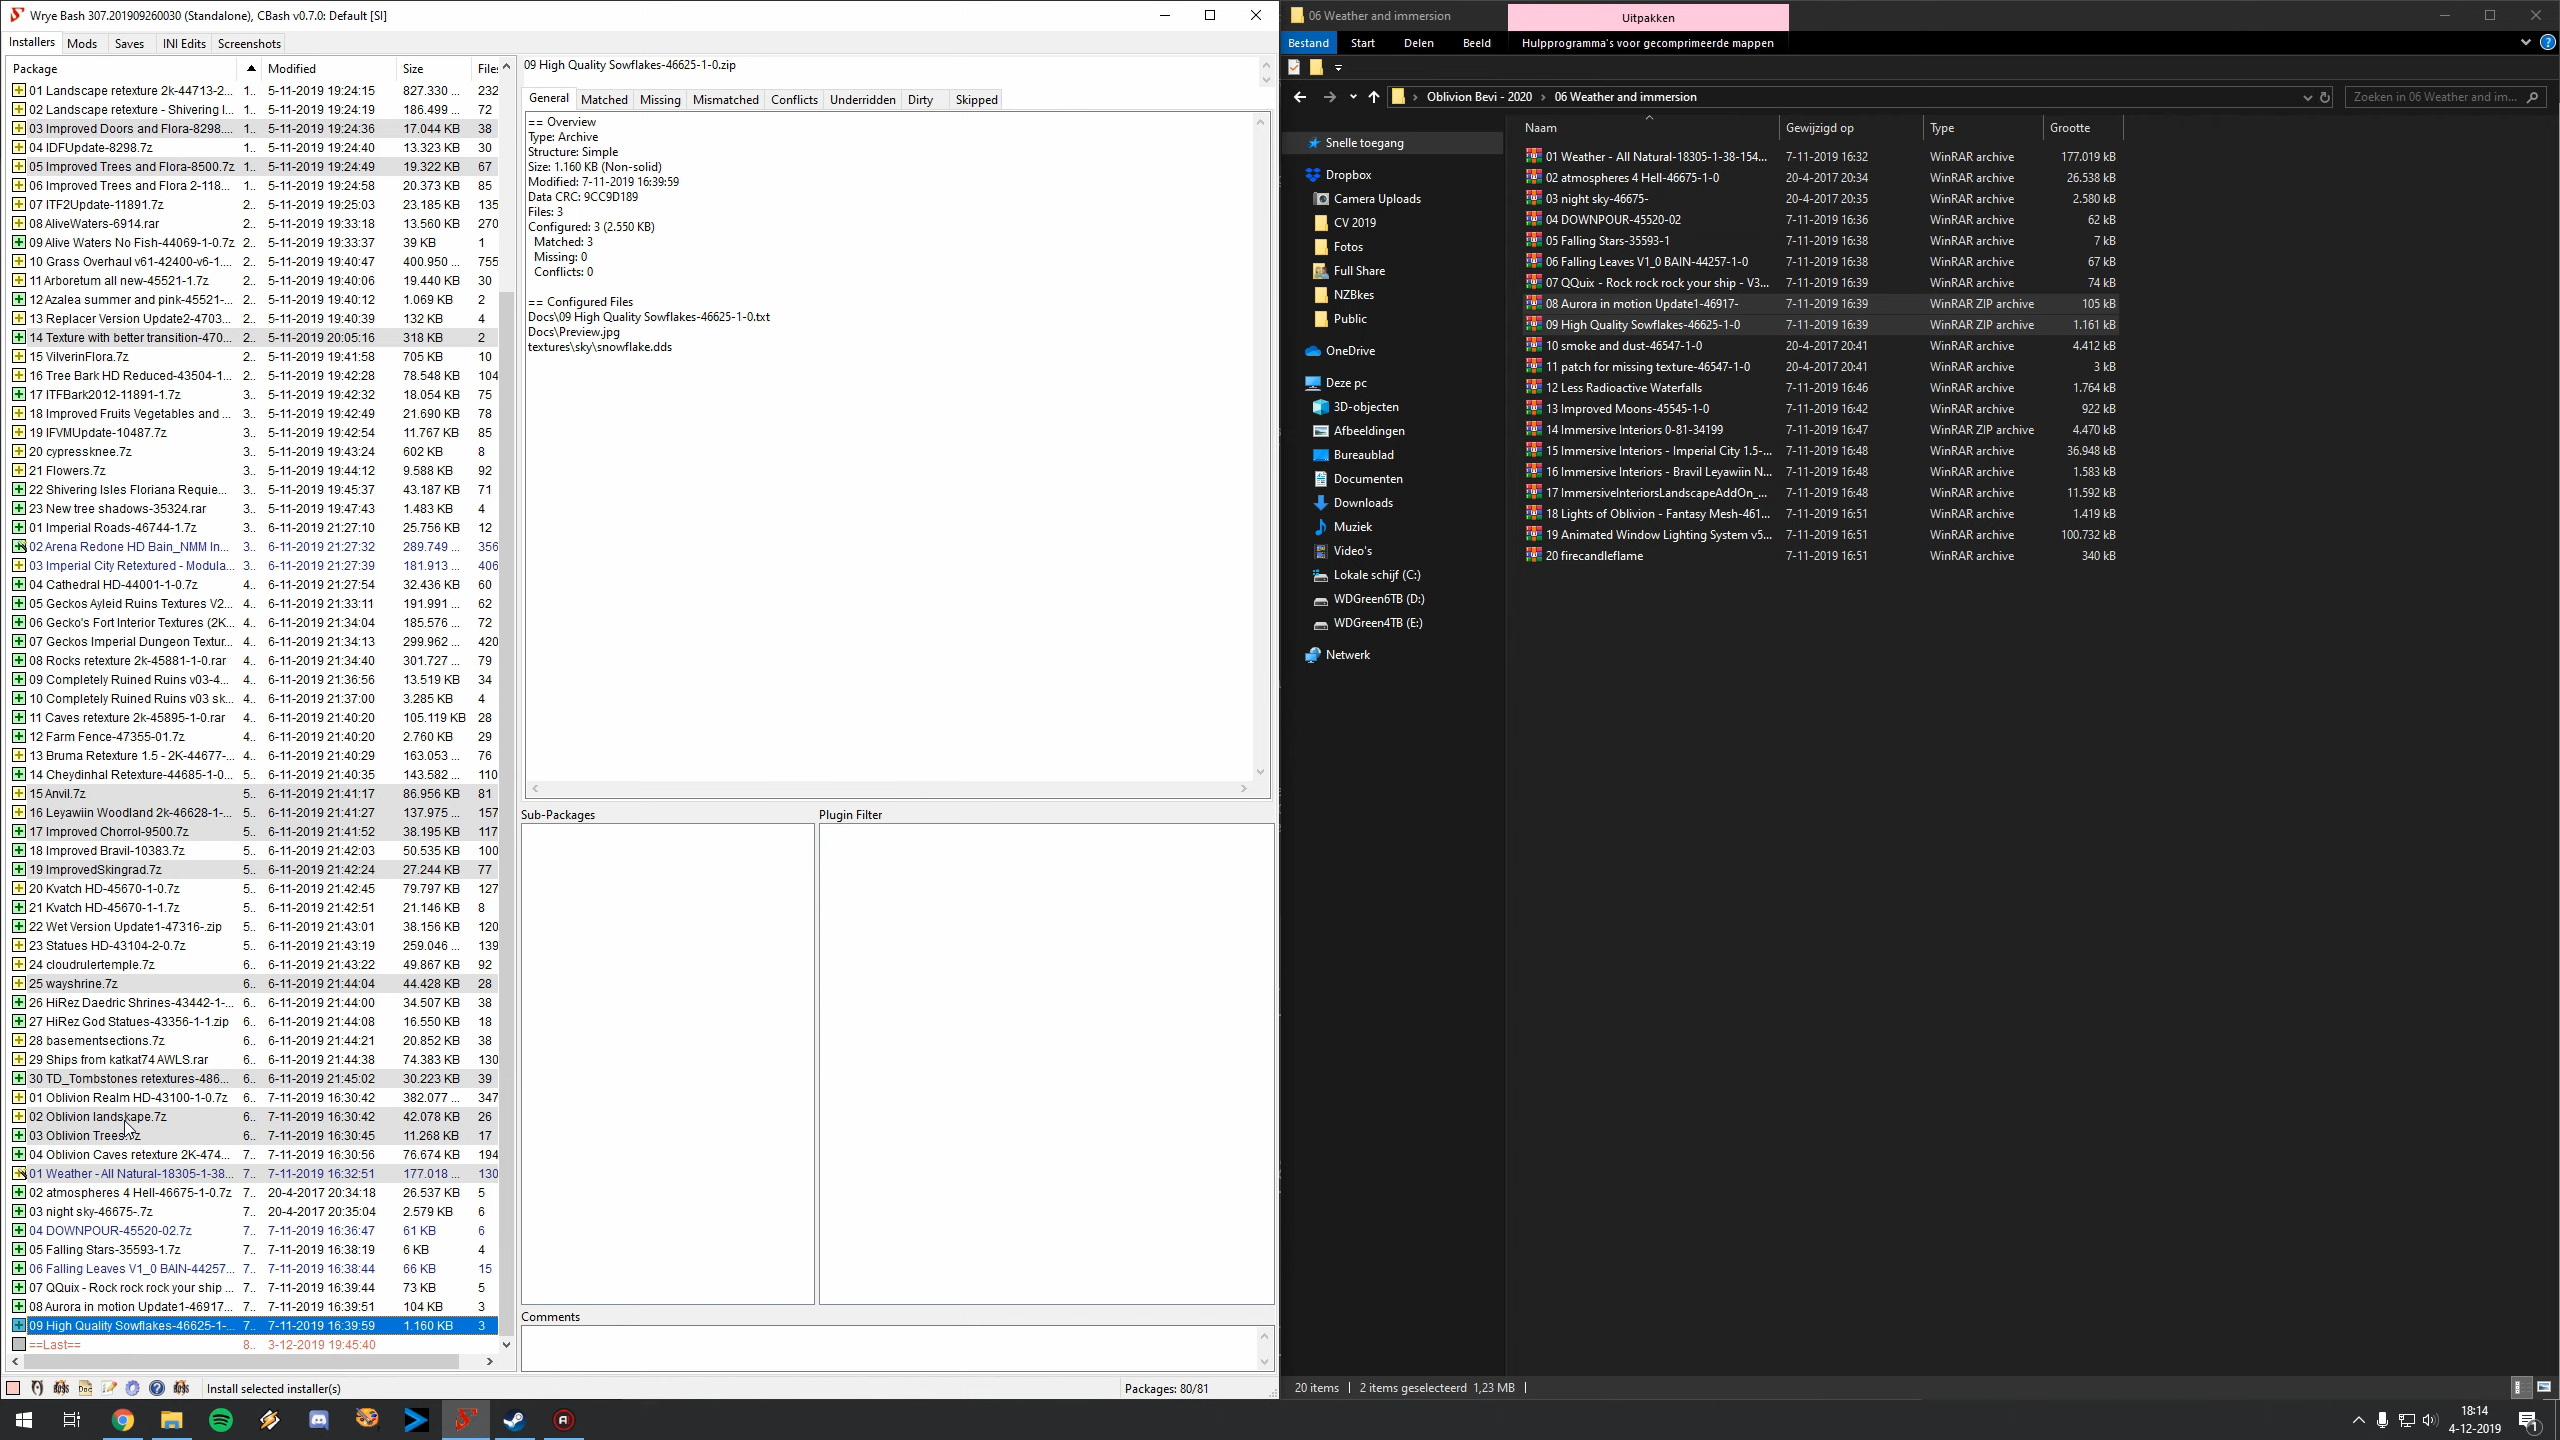 Wrye Bash 307.201909260030 (Standalone), CBash v0.7.0: Default [SI]
Installers Mods Saves INI Edits Screenshots
Package Modified Size Files
01 Landscape retexture 2k-44713-2... 1.. 5-11-2019 19:24:15 827.330 ... 232
02 Landscape retexture - Shivering I... 1.. 5-11-2019 19:24:19 186.499 ... 72
03 Improved Doors and Flora-8298.... 1.. 5-11-2019 19:24:36 17.044 KB 38
04 IDFUpdate-8298.7z 1.. 5-11-2019 19:24:40 13.323 KB 30
05 Improved Trees and Flora-8500.7z 1.. 5-11-2019 19:24:49 19.322 KB 67
06 Improved Trees and Flora 2-118... 1.. 5-11-2019 19:24:58 20.373 KB 85
07 ITF2Update-11891.7z 2.. 5-11-2019 19:25:03 23.185 KB 135
08 AliveWaters-6914.rar 2.. 5-11-2019 19:33:18 13.560 KB 270
09 Alive Waters No Fish-44069-1-0.7z 2.. 5-11-2019 19:33:37 39 KB 1
10 Grass Overhaul v61-42400-v6-1.... 2.. 5-11-2019 19:40:47 400.950 ... 755
11 Arboretum all new-45521-1.7z 2.. 5-11-2019 19:40:06 19.440 KB 30
12 Azalea summer and pink-45521-... 2.. 5-11-2019 19:40:12 1.069 KB 2
13 Replacer Version Update2-4703... 2.. 5-11-2019 19:40:39 132 KB 4
14 Texture with better transition-470... 2.. 5-11-2019 20:05:16 318 KB 2
15 VilverinFlora.7z 2.. 5-11-2019 19:41:58 705 KB 10
16 Tree Bark HD Reduced-43504-1... 2.. 5-11-2019 19:42:28 78.548 KB 104
17 ITFBark2012-11891-1.7z 2.. 5-11-2019 19:42:32 18.054 KB 75
18 Improved Fruits Vegetables and ... 3.. 5-11-2019 19:42:49 21.690 KB 78
19 IFVMUpdate-10487.7z 3.. 5-11-2019 19:42:54 11.767 KB 85
20 cypressknee.7z 3.. 5-11-2019 19:43:24 602 KB 8
21 Flowers.7z 3.. 5-11-2019 19:44:12 9.588 KB 92
22 Shivering Isles Floriana Requie... 3.. 5-11-2019 19:45:37 43.187 KB 71
23 New tree shadows-35324.rar 3.. 5-11-2019 19:47:43 1.483 KB 4
01 Imperial Roads-46744-1.7z 3.. 6-11-2019 21:27:10 25.756 KB 12
02 Arena Redone HD Bain_NMM In... 3.. 6-11-2019 21:27:32 289.749 ... 356
03 Imperial City Retextured - Modula... 3.. 6-11-2019 21:27:39 181.913 ... 406
04 Cathedral HD-44001-1-0.7z 4.. 6-11-2019 21:27:54 32.436 KB 60
05 Geckos Ayleid Ruins Textures V2... 4.. 6-11-2019 21:33:11 191.991 ... 62
06 Gecko's Fort Interior Textures (2K... 4.. 6-11-2019 21:34:04 185.576 ... 72
07 Geckos Imperial Dungeon Textur... 4.. 6-11-2019 21:34:13 299.962 ... 420
08 Rocks retexture 2k-45881-1-0.rar 4.. 6-11-2019 21:34:40 301.727 ... 79
09 Completely Ruined Ruins v03-4... 4.. 6-11-2019 21:36:56 13.519 KB 34
10 Completely Ruined Ruins v03 sk... 4.. 6-11-2019 21:37:00 3.285 KB 4
11 Caves retexture 2k-45895-1-0.rar 4.. 6-11-2019 21:40:20 105.119 KB 28
12 Farm Fence-47355-01.7z 4.. 6-11-2019 21:40:20 2.760 KB 29
13 Bruma Retexture 1.5 - 2K-44677-... 4.. 6-11-2019 21:40:29 163.053 ... 76
14 Cheydinhal Retexture-44685-1-0... 5.. 6-11-2019 21:40:35 143.582 ... 110
15 Anvil.7z 5.. 6-11-2019 21:41:17 86.956 KB 81
16 Leyawiin Woodland 2k-46628-1-... 5.. 6-11-2019 21:41:27 137.975 ... 157
17 Improved Chorrol-9500.7z 5.. 6-11-2019 21:41:52 38.195 KB 117
18 Improved Bravil-10383.7z 5.. 6-11-2019 21:42:03 50.535 KB 100
19 ImprovedSkingrad.7z 5.. 6-11-2019 21:42:24 27.244 KB 77
20 Kvatch HD-45670-1-0.7z 5.. 6-11-2019 21:42:45 79.797 KB 127
21 Kvatch HD-45670-1-1.7z 5.. 6-11-2019 21:42:51 21.146 KB 8
22 Wet Version Update1-47316-.zip 5.. 6-11-2019 21:43:01 38.156 KB 120
23 Statues HD-43104-2-0.7z 5.. 6-11-2019 21:43:19 259.046 ... 139
24 cloudrulertemple.7z 6.. 6-11-2019 21:43:22 49.867 KB 92
25 wayshrine.7z 6.. 6-11-2019 21:44:04 44.428 KB 28
26 HiRez Daedric Shrines-43442-1-... 6.. 6-11-2019 21:44:00 34.507 KB 38
27 HiRez God Statues-43356-1-1.zip 6.. 6-11-2019 21:44:08 16.550 KB 18
28 basementsections.7z 6.. 6-11-2019 21:44:21 20.852 KB 38
29 Ships from katkat74 AWLS.rar 6.. 6-11-2019 21:44:38 74.383 KB 130
30 TD_Tombstones retextures-486... 6.. 6-11-2019 21:45:02 30.223 KB 39
01 Oblivion Realm HD-43100-1-0.7z 6.. 7-11-2019 16:30:42 382.077 ... 347
02 Oblivion landskape.7z 6.. 7-11-2019 16:30:42 42.078 KB 26
03 Oblivion Trees.7z 6.. 7-11-2019 16:30:45 11.268 KB 17
04 Oblivion Caves retexture 2K-474... 7.. 7-11-2019 16:30:56 76.674 KB 194
01 Weather - All Natural-18305-1-38... 7.. 7-11-2019 16:32:51 177.018 ... 130
02 atmospheres 4 Hell-46675-1-0.7z 7.. 20-4-2017 20:34:18 26.537 KB 5
03 night sky-46675-.7z 7.. 20-4-2017 20:35:04 2.579 KB 6
04 DOWNPOUR-45520-02.7z 7.. 7-11-2019 16:36:47 61 KB 6
05 Falling Stars-35593-1.7z 7.. 7-11-2019 16:38:19 6 KB 4
06 Falling Leaves V1_0 BAIN-44257... 7.. 7-11-2019 16:38:44 66 KB 15
07 QQuix - Rock rock rock your ship ... 7.. 7-11-2019 16:39:44 73 KB 5
08 Aurora in motion Update1-46917... 7.. 7-11-2019 16:39:51 104 KB 3
09 High Quality Sowflakes-46625-1-... 7.. 7-11-2019 16:39:59 1.160 KB 3
==Last== 8.. 3-12-2019 19:45:40
Install selected installer(s)
Packages: 80/81
09 High Quality Sowflakes-46625-1-0.zip
General Matched Missing Mismatched Conflicts Underridden Dirty Skipped
== Overview
Type: Archive
Structure: Simple
Size: 1.160 KB (Non-solid)
Modified: 7-11-2019 16:39:59
Data CRC: 9CC9D189
Files: 3
Configured: 3 (2.550 KB)
Matched: 3
Missing: 0
Conflicts: 0
== Configured Files
Docs\09 High Quality Sowflakes-46625-1-0.txt
Docs\Preview.jpg
textures\sky\snowflake.dds
Sub-Packages Plugin Filter
Comments
06 Weather and immersion Uitpakken
Bestand Start Delen Beeld Hulpprogramma's voor gecomprimeerde mappen
Oblivion Bevi - 2020 › 06 Weather and immersion Zoeken in 06 Weather and im...
Snelle toegang
Dropbox
Camera Uploads
CV 2019
Fotos
Full Share
NZBkes
Public
OneDrive
Deze pc
3D-objecten
Afbeeldingen
Bureaublad
Documenten
Downloads
Muziek
Video's
Lokale schijf (C:)
WDGreen6TB (D:)
WDGreen4TB (E:)
Netwerk
Naam Gewijzigd op Type Grootte
01 Weather - All Natural-18305-1-38-154... 7-11-2019 16:32 WinRAR archive 177.019 kB
02 atmospheres 4 Hell-46675-1-0 20-4-2017 20:34 WinRAR archive 26.538 kB
03 night sky-46675- 20-4-2017 20:35 WinRAR archive 2.580 kB
04 DOWNPOUR-45520-02 7-11-2019 16:36 WinRAR archive 62 kB
05 Falling Stars-35593-1 7-11-2019 16:38 WinRAR archive 7 kB
06 Falling Leaves V1_0 BAIN-44257-1-0 7-11-2019 16:38 WinRAR archive 67 kB
07 QQuix - Rock rock rock your ship - V3... 7-11-2019 16:39 WinRAR archive 74 kB
08 Aurora in motion Update1-46917- 7-11-2019 16:39 WinRAR ZIP archive 105 kB
09 High Quality Sowflakes-46625-1-0 7-11-2019 16:39 WinRAR ZIP archive 1.161 kB
10 smoke and dust-46547-1-0 20-4-2017 20:41 WinRAR archive 4.412 kB
11 patch for missing texture-46547-1-0 20-4-2017 20:41 WinRAR archive 3 kB
12 Less Radioactive Waterfalls 7-11-2019 16:46 WinRAR archive 1.764 kB
13 Improved Moons-45545-1-0 7-11-2019 16:42 WinRAR archive 922 kB
14 Immersive Interiors 0-81-34199 7-11-2019 16:47 WinRAR ZIP archive 4.470 kB
15 Immersive Interiors - Imperial City 1.5-... 7-11-2019 16:48 WinRAR archive 36.948 kB
16 Immersive Interiors - Bravil Leyawiin N... 7-11-2019 16:48 WinRAR archive 1.583 kB
17 ImmersiveInteriorsLandscapeAddOn_... 7-11-2019 16:48 WinRAR archive 11.592 kB
18 Lights of Oblivion - Fantasy Mesh-461... 7-11-2019 16:51 WinRAR archive 1.419 kB
19 Animated Window Lighting System v5... 7-11-2019 16:51 WinRAR archive 100.732 kB
20 firecandleflame 7-11-2019 16:51 WinRAR archive 340 kB
20 items 2 items geselecteerd 1,23 MB
18:14
4-12-2019